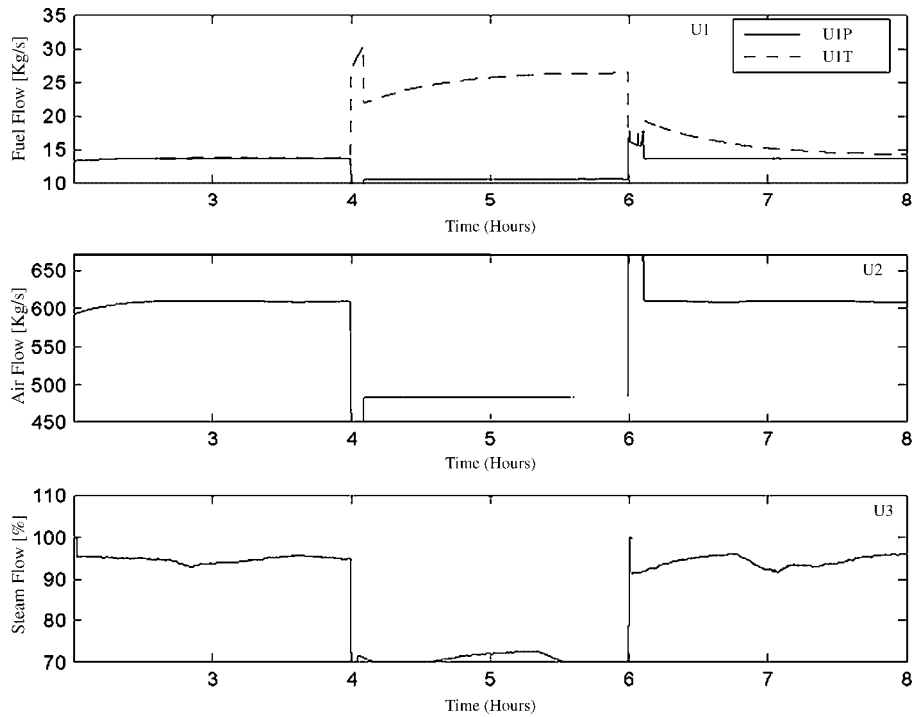 U1
U1P
U1T
Fuel Flow [Kg/s]
35
30
25
20
15
10
3 4 5 6 7 8
Time (Hours)
U2
Air Flow [Kg/s]
650
600
550
500
450
3 4 5 6 7 8
Time (Hours)
U3
Steam Flow [%]
110
100
90
80
70
3 4 5 6 7 8
Time (Hours)